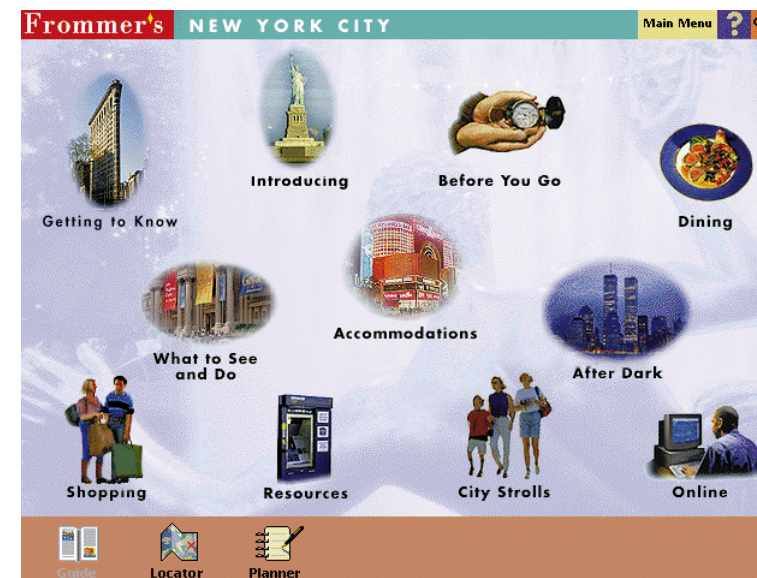 Frommer's NEW YORK CITY
Main Menu ?
Introducing
Before You Go
Getting to Know
Dining
Accommodations
What to See
and Do
After Dark
Shopping
Resources
City Strolls
Online
Guide
Locator
Planner